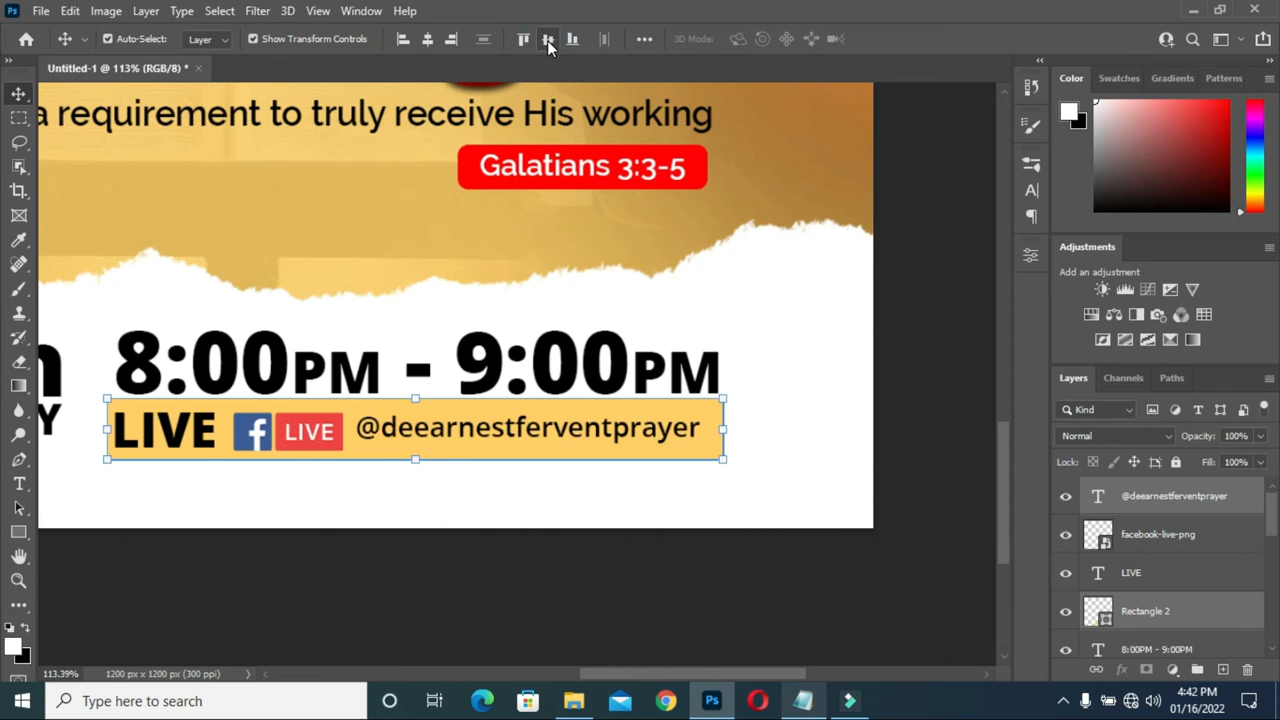 Ps File Edit Image Layer Type Select Filter 3D View Window Help
Auto-Select: Layer Show Transform Controls 3D Mode:
Untitled-1 @ 113% (RGB/8) * ×
a requirement to truly receive His working
Galatians 3:3-5
8:00PM - 9:00PM
LIVE f LIVE @deearnestferventprayer
Color Swatches Gradients Patterns
Adjustments
Add an adjustment
Layers Channels Paths
Kind
Normal Opacity: 100%
Lock: Fill: 100%
T @deearnestferventprayer
facebook-live-png
T LIVE
Rectangle 2
T 8:00PM - 9:00PM
113.39% 1200 px x 1200 px (300 ppi)
Type here to search
4:42 PM
01/16/2022